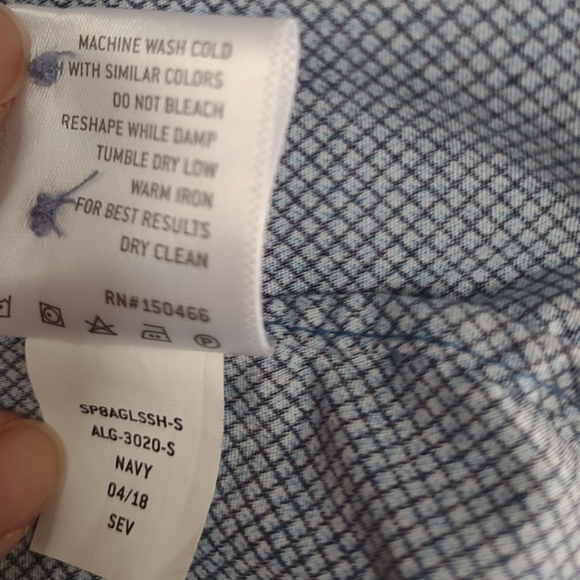 MACHINE WASH COLD
WITH SIMILAR COLORS
DO NOT BLEACH
RESHAPE WHILE DAMP
TUMBLE DRY LOW
WARM IRON
FOR BEST RESULTS
DRY CLEAN
RN#150466
SP8AGLSSH-S
ALG-3020-S
NAVY
04/18
SEV